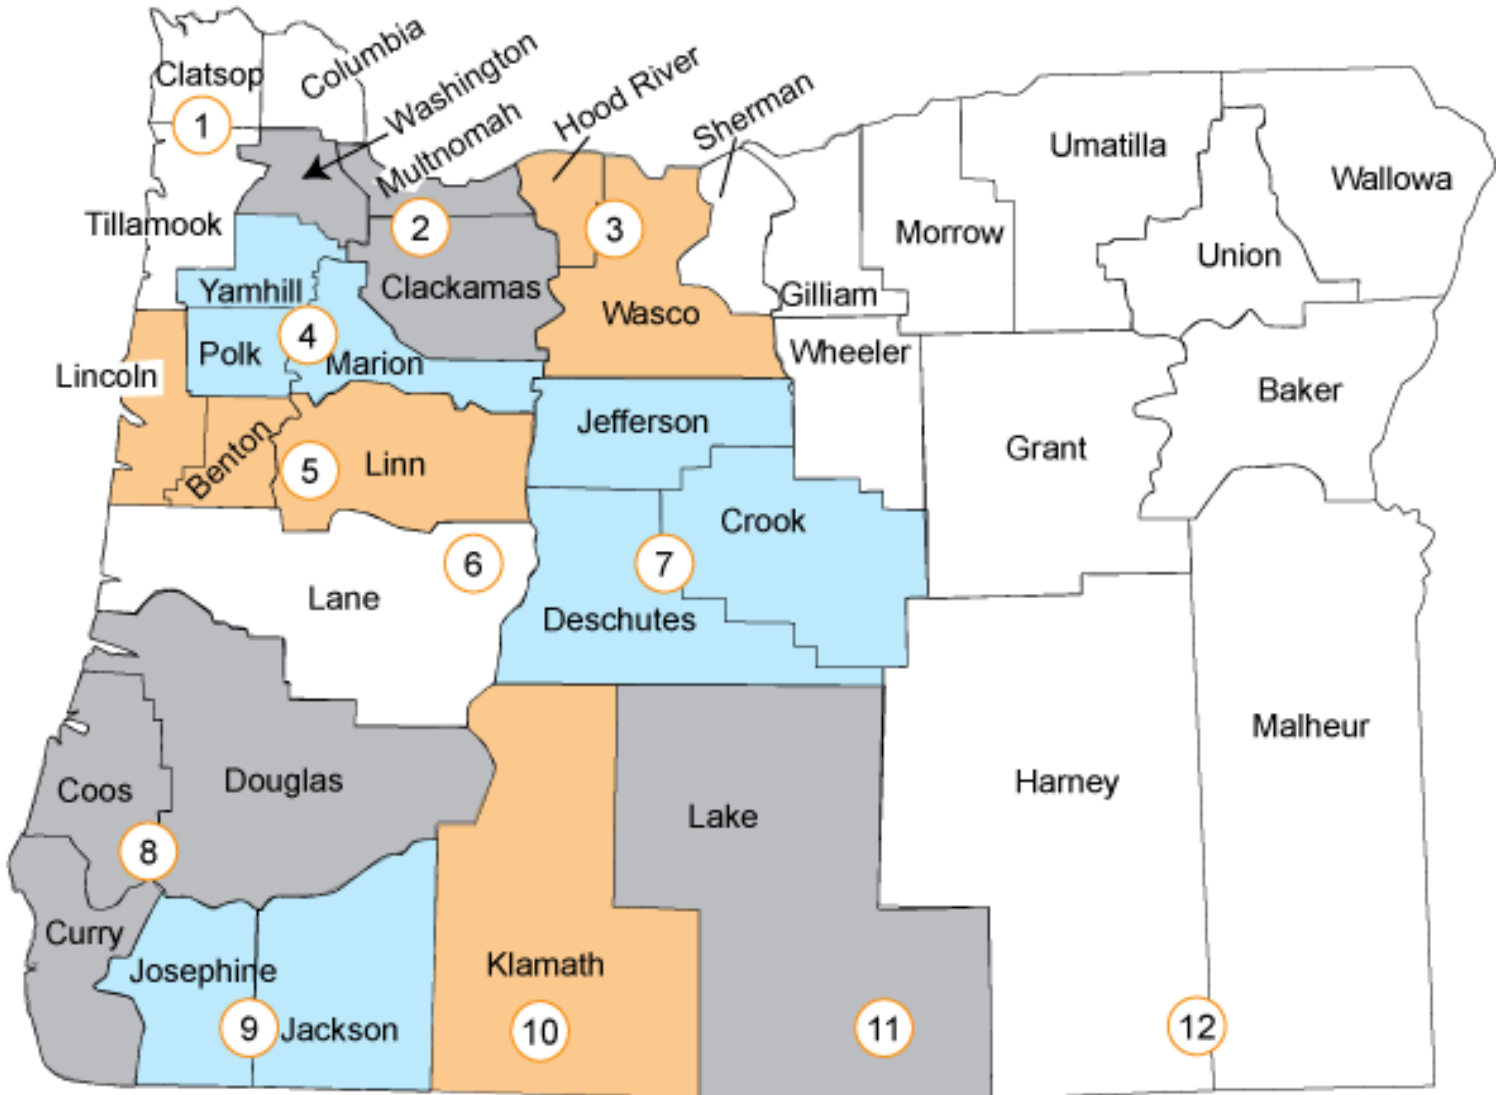 Clatsop
Columbia
Washington
Multnomah
Hood River
Sherman
Umatilla
Wallowa
1
Tillamook
2
3
Morrow
Union
Yamhill
Clackamas
Wasco
Gilliam
4
Polk
Marion
Wheeler
Lincoln
Baker
Jefferson
Grant
Benton
5
Linn
Crook
6
7
Lane
Deschutes
Malheur
Coos
Douglas
Lake
Harney
8
Curry
Josephine
Klamath
9
Jackson
10
11
12